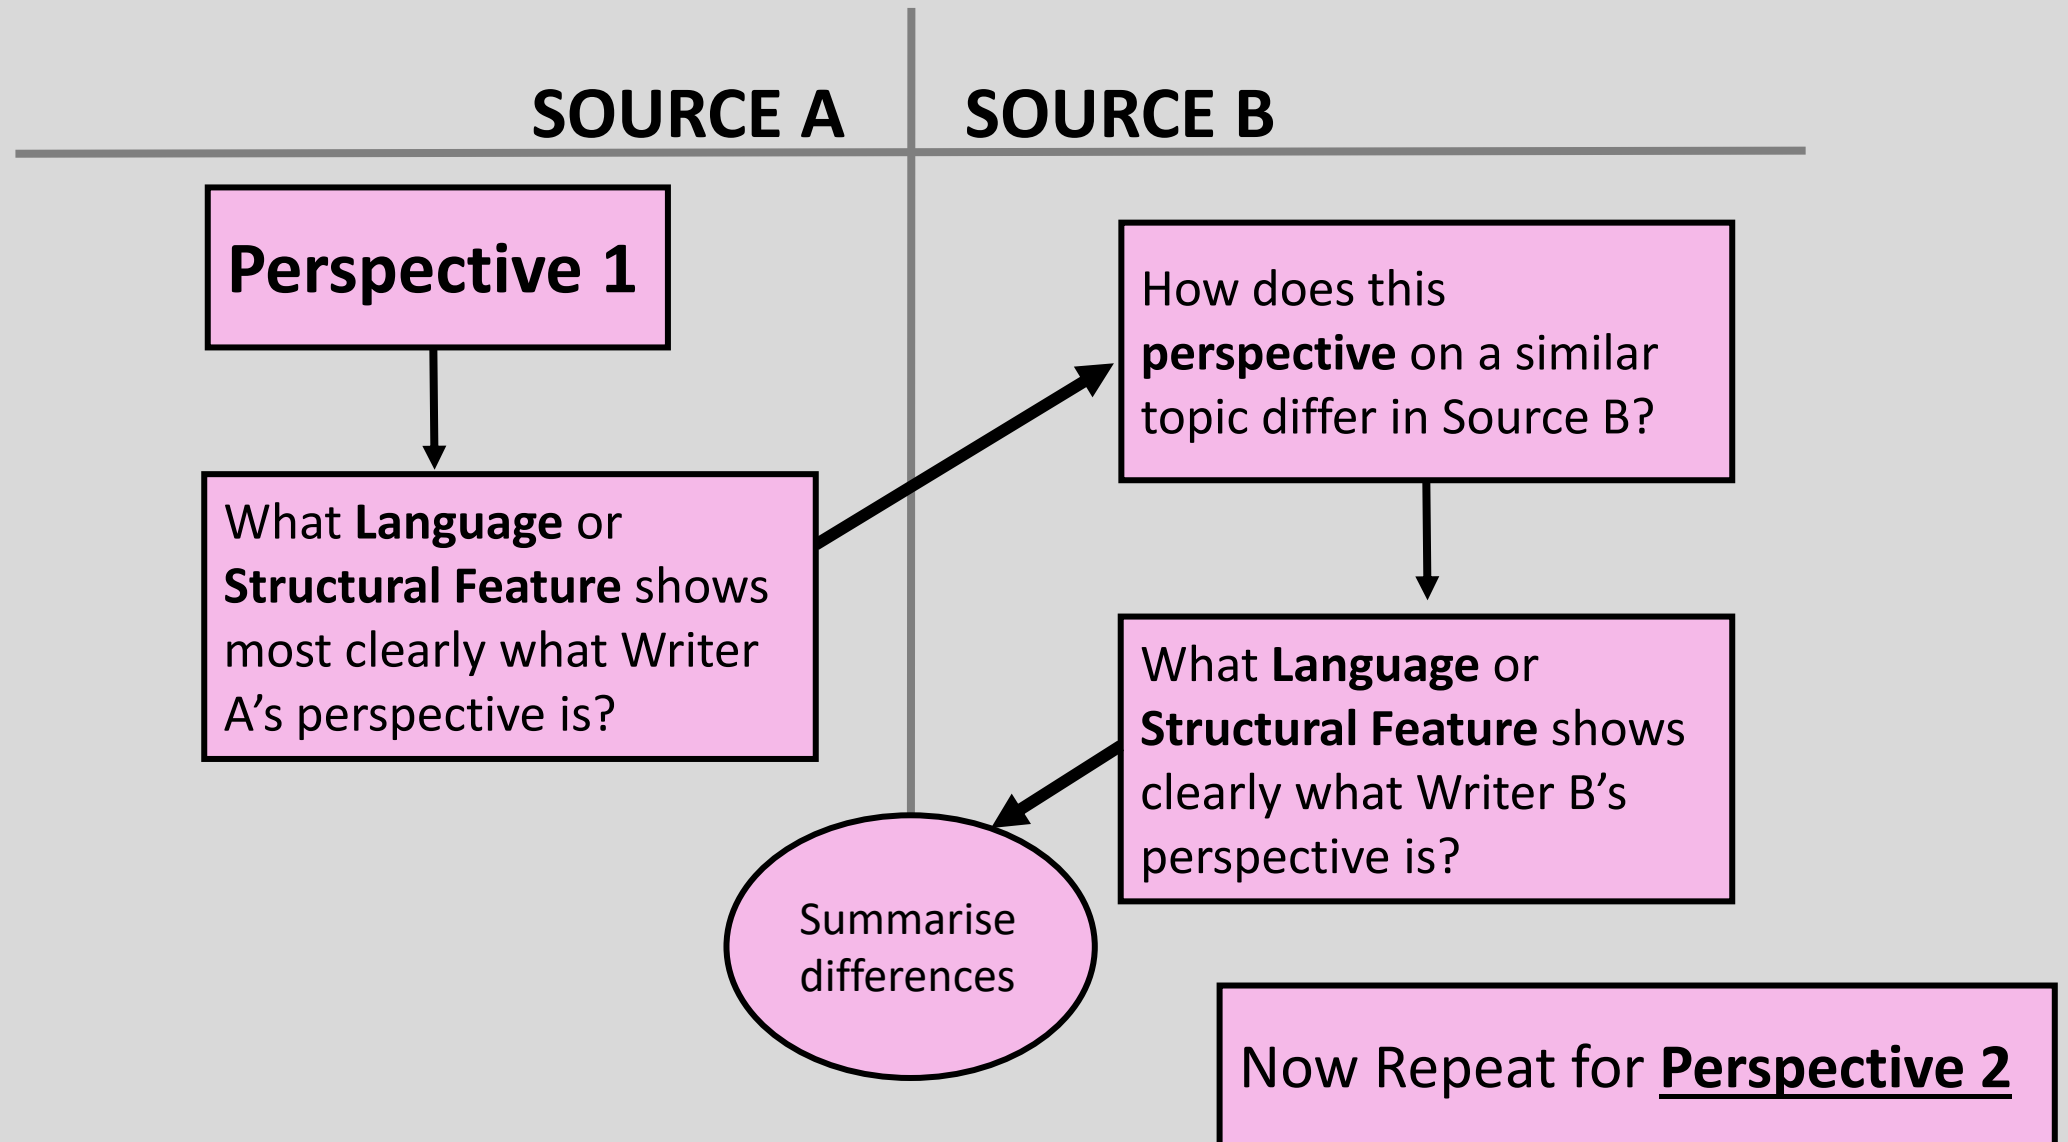 SOURCE A
SOURCE B
Perspective 1
What Language or
Structural Feature shows
most clearly what Writer
A’s perspective is?
How does this
perspective on a similar
topic differ in Source B?
What Language or
Structural Feature shows
clearly what Writer B’s
perspective is?
Summarise
differences
Now Repeat for Perspective 2